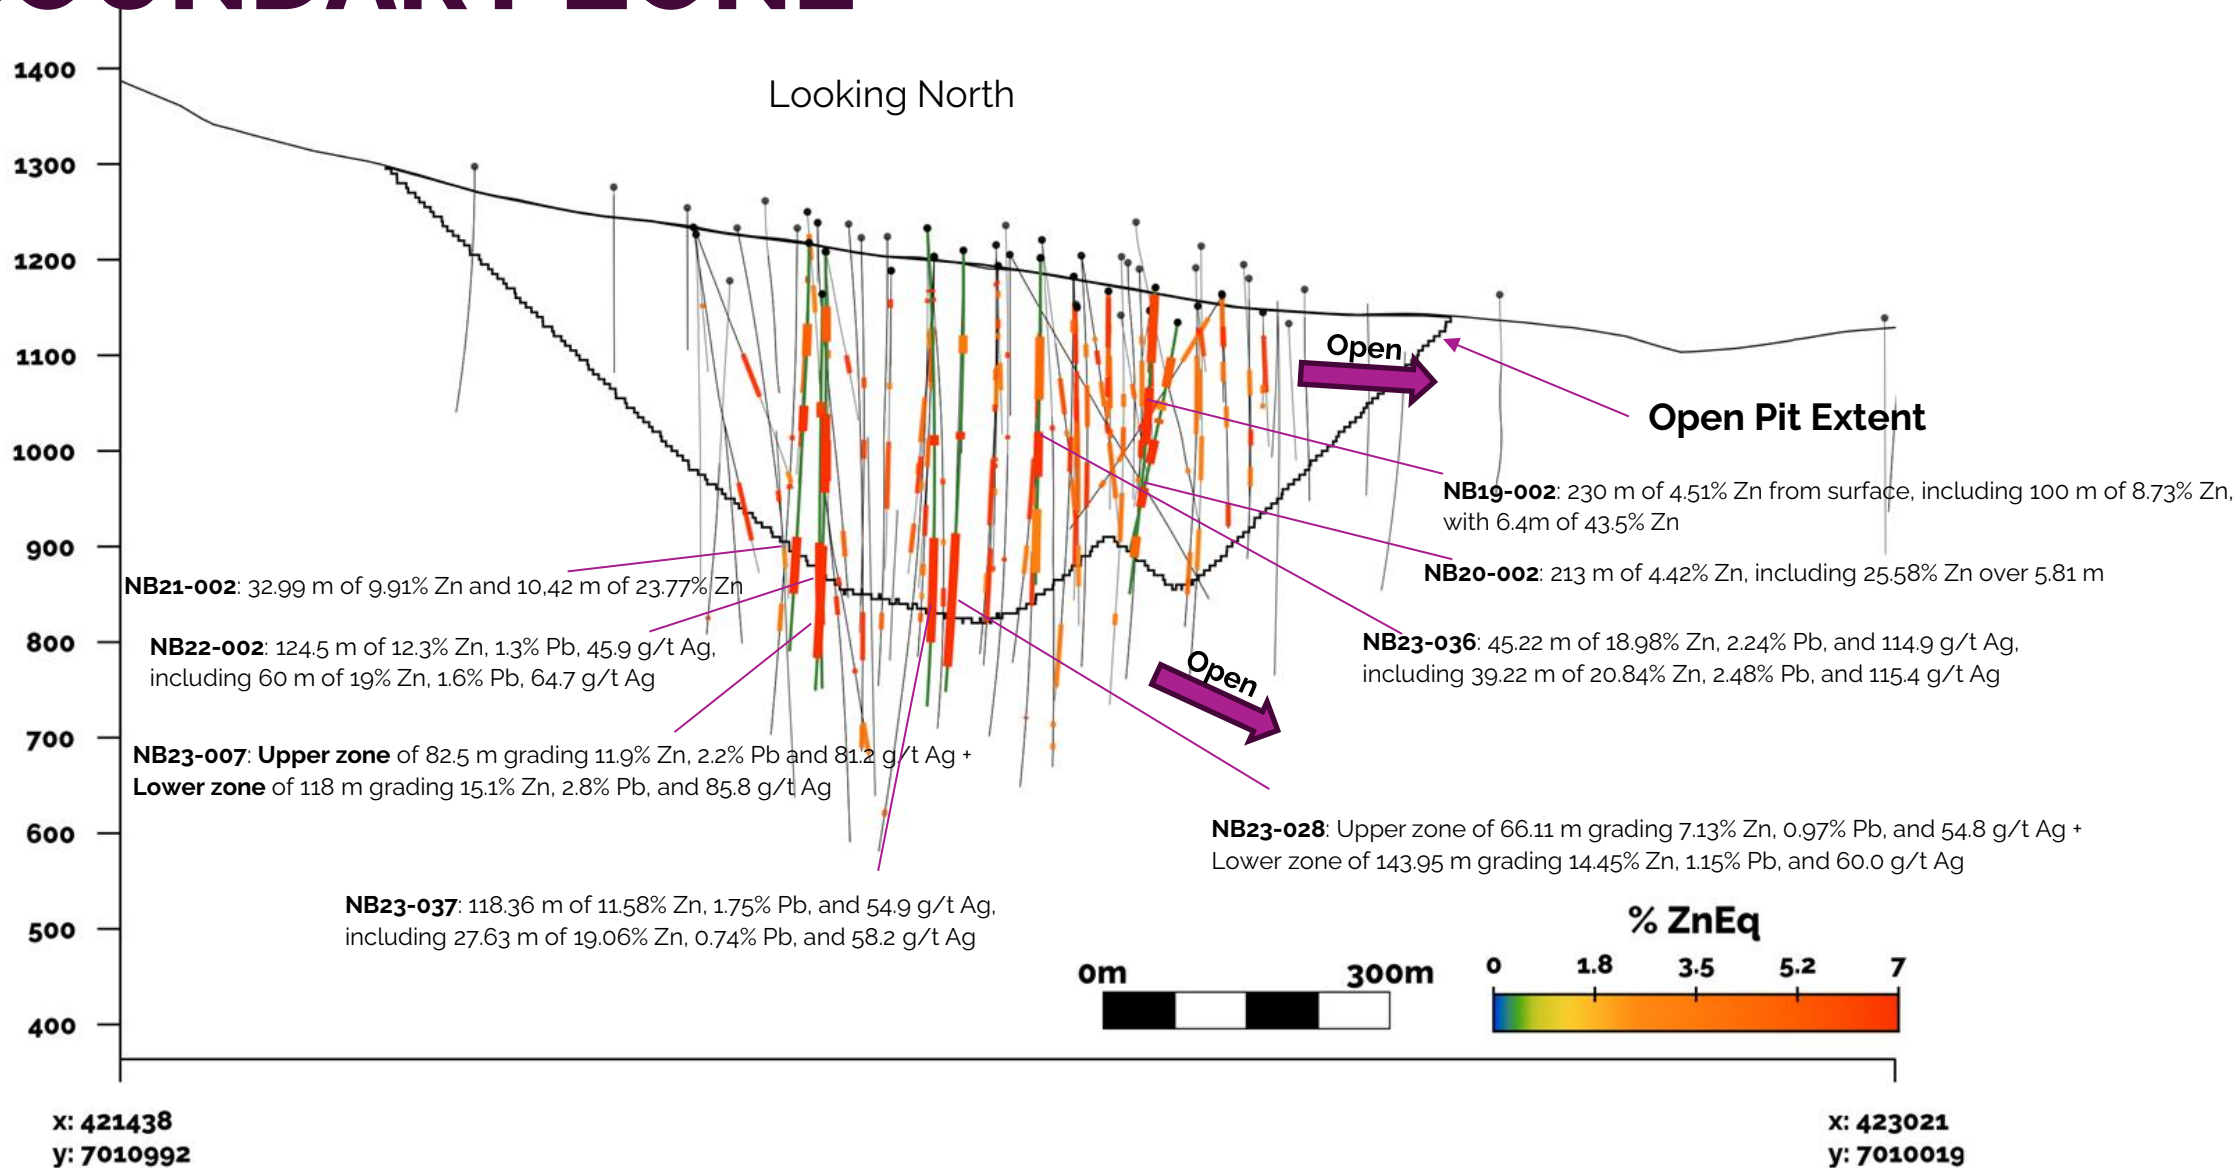 BOUNDARY ZONE
Looking North
1400
1300
1200
1100
1000
900
800
700
600
500
400
Open
Open Pit Extent
NB19-002: 230 m of 4.51% Zn from surface, including 100 m of 8.73% Zn,
with 6.4m of 43.5% Zn
NB20-002: 213 m of 4.42% Zn, including 25.58% Zn over 5.81 m
NB21-002: 32.99 m of 9.91% Zn and 10,42 m of 23.77% Zn
NB22-002: 124.5 m of 12.3% Zn, 1.3% Pb, 45.9 g/t Ag,
including 60 m of 19% Zn, 1.6% Pb, 64.7 g/t Ag
NB23-036: 45.22 m of 18.98% Zn, 2.24% Pb, and 114.9 g/t Ag,
including 39.22 m of 20.84% Zn, 2.48% Pb, and 115.4 g/t Ag
Open
NB23-007: Upper zone of 82.5 m grading 11.9% Zn, 2.2% Pb and 81.2 g/t Ag +
Lower zone of 118 m grading 15.1% Zn, 2.8% Pb, and 85.8 g/t Ag
NB23-028: Upper zone of 66.11 m grading 7.13% Zn, 0.97% Pb, and 54.8 g/t Ag +
Lower zone of 143.95 m grading 14.45% Zn, 1.15% Pb, and 60.0 g/t Ag
NB23-037: 118.36 m of 11.58% Zn, 1.75% Pb, and 54.9 g/t Ag,
including 27.63 m of 19.06% Zn, 0.74% Pb, and 58.2 g/t Ag
% ZnEq
0m 300m
0 1.8 3.5 5.2 7
x: 421438
y: 7010992
x: 423021
y: 7010019